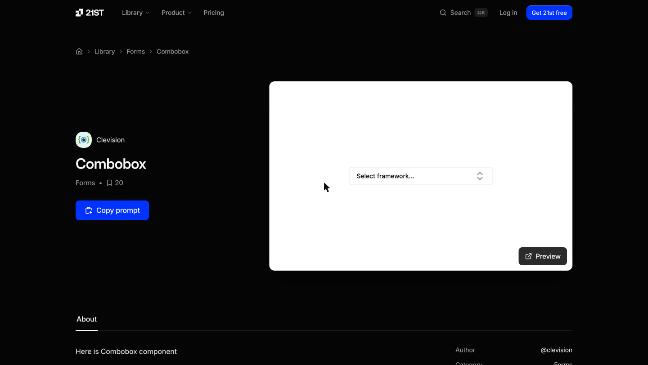 21ST
Library
Product
Pricing
Search
⌘K
Log in
Get 21st free
Library
Forms
Combobox
Clevision
Combobox
Forms • 20
Copy prompt
Select framework...
Preview
About
Here is Combobox component
Author
@clevision